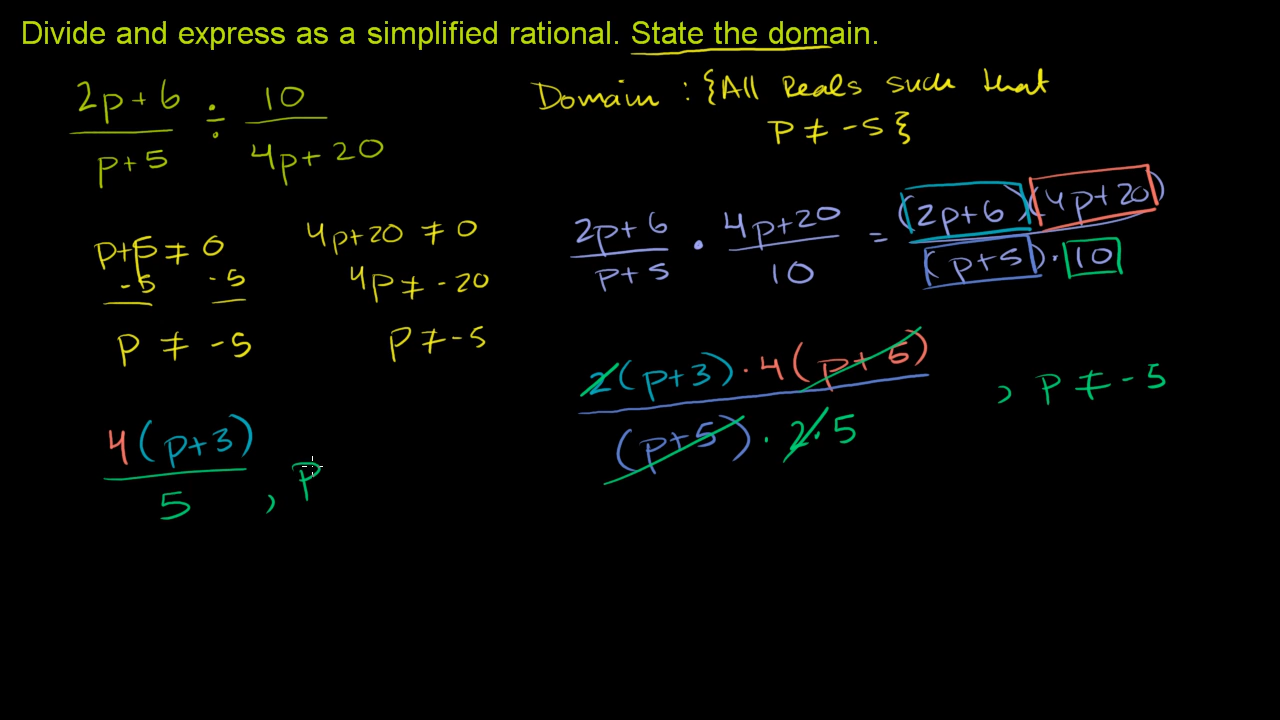 Divide and express as a simplified rational. State the domain.
2p+6 / p+5 ÷ 10 / 4p+20
Domain : {All Reals such that
P ≠ -5}
p+5 ≠ 0
-5 -5
P ≠ -5
4p+20 ≠ 0
4p ≠ -20
P ≠ -5
2p+6 / p+5 • 4p+20 / 10 = (2p+6)(4p+20) / (p+5) • 10
2(p+3) • 4(p+5) / (p+5) • 2 • 5 , P ≠ -5
4(p+3) / 5 , P